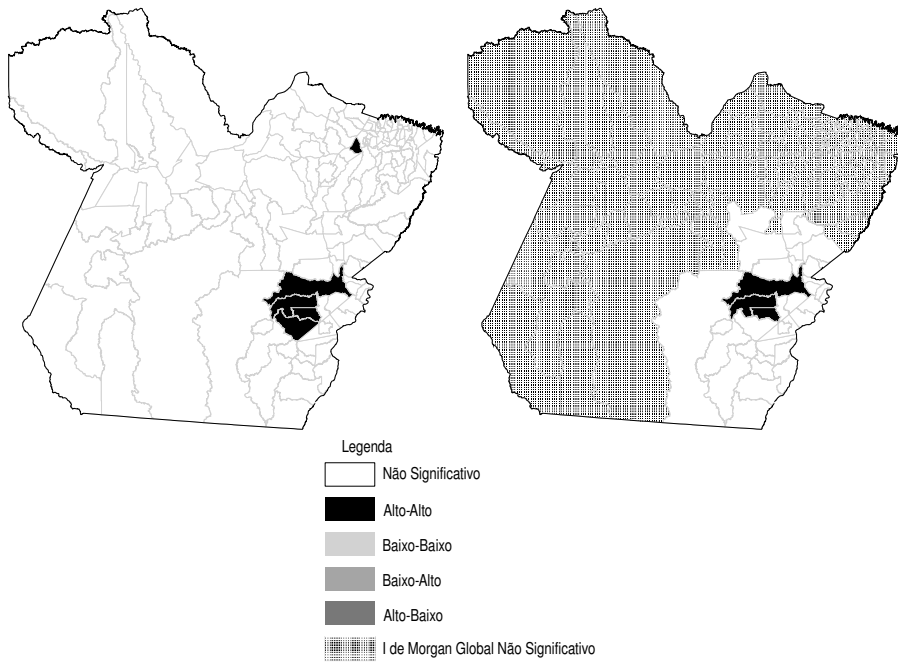 Legenda
Não Significativo
Alto-Alto
Baixo-Baixo
Baixo-Alto
Alto-Baixo
I de Morgan Global Não Significativo